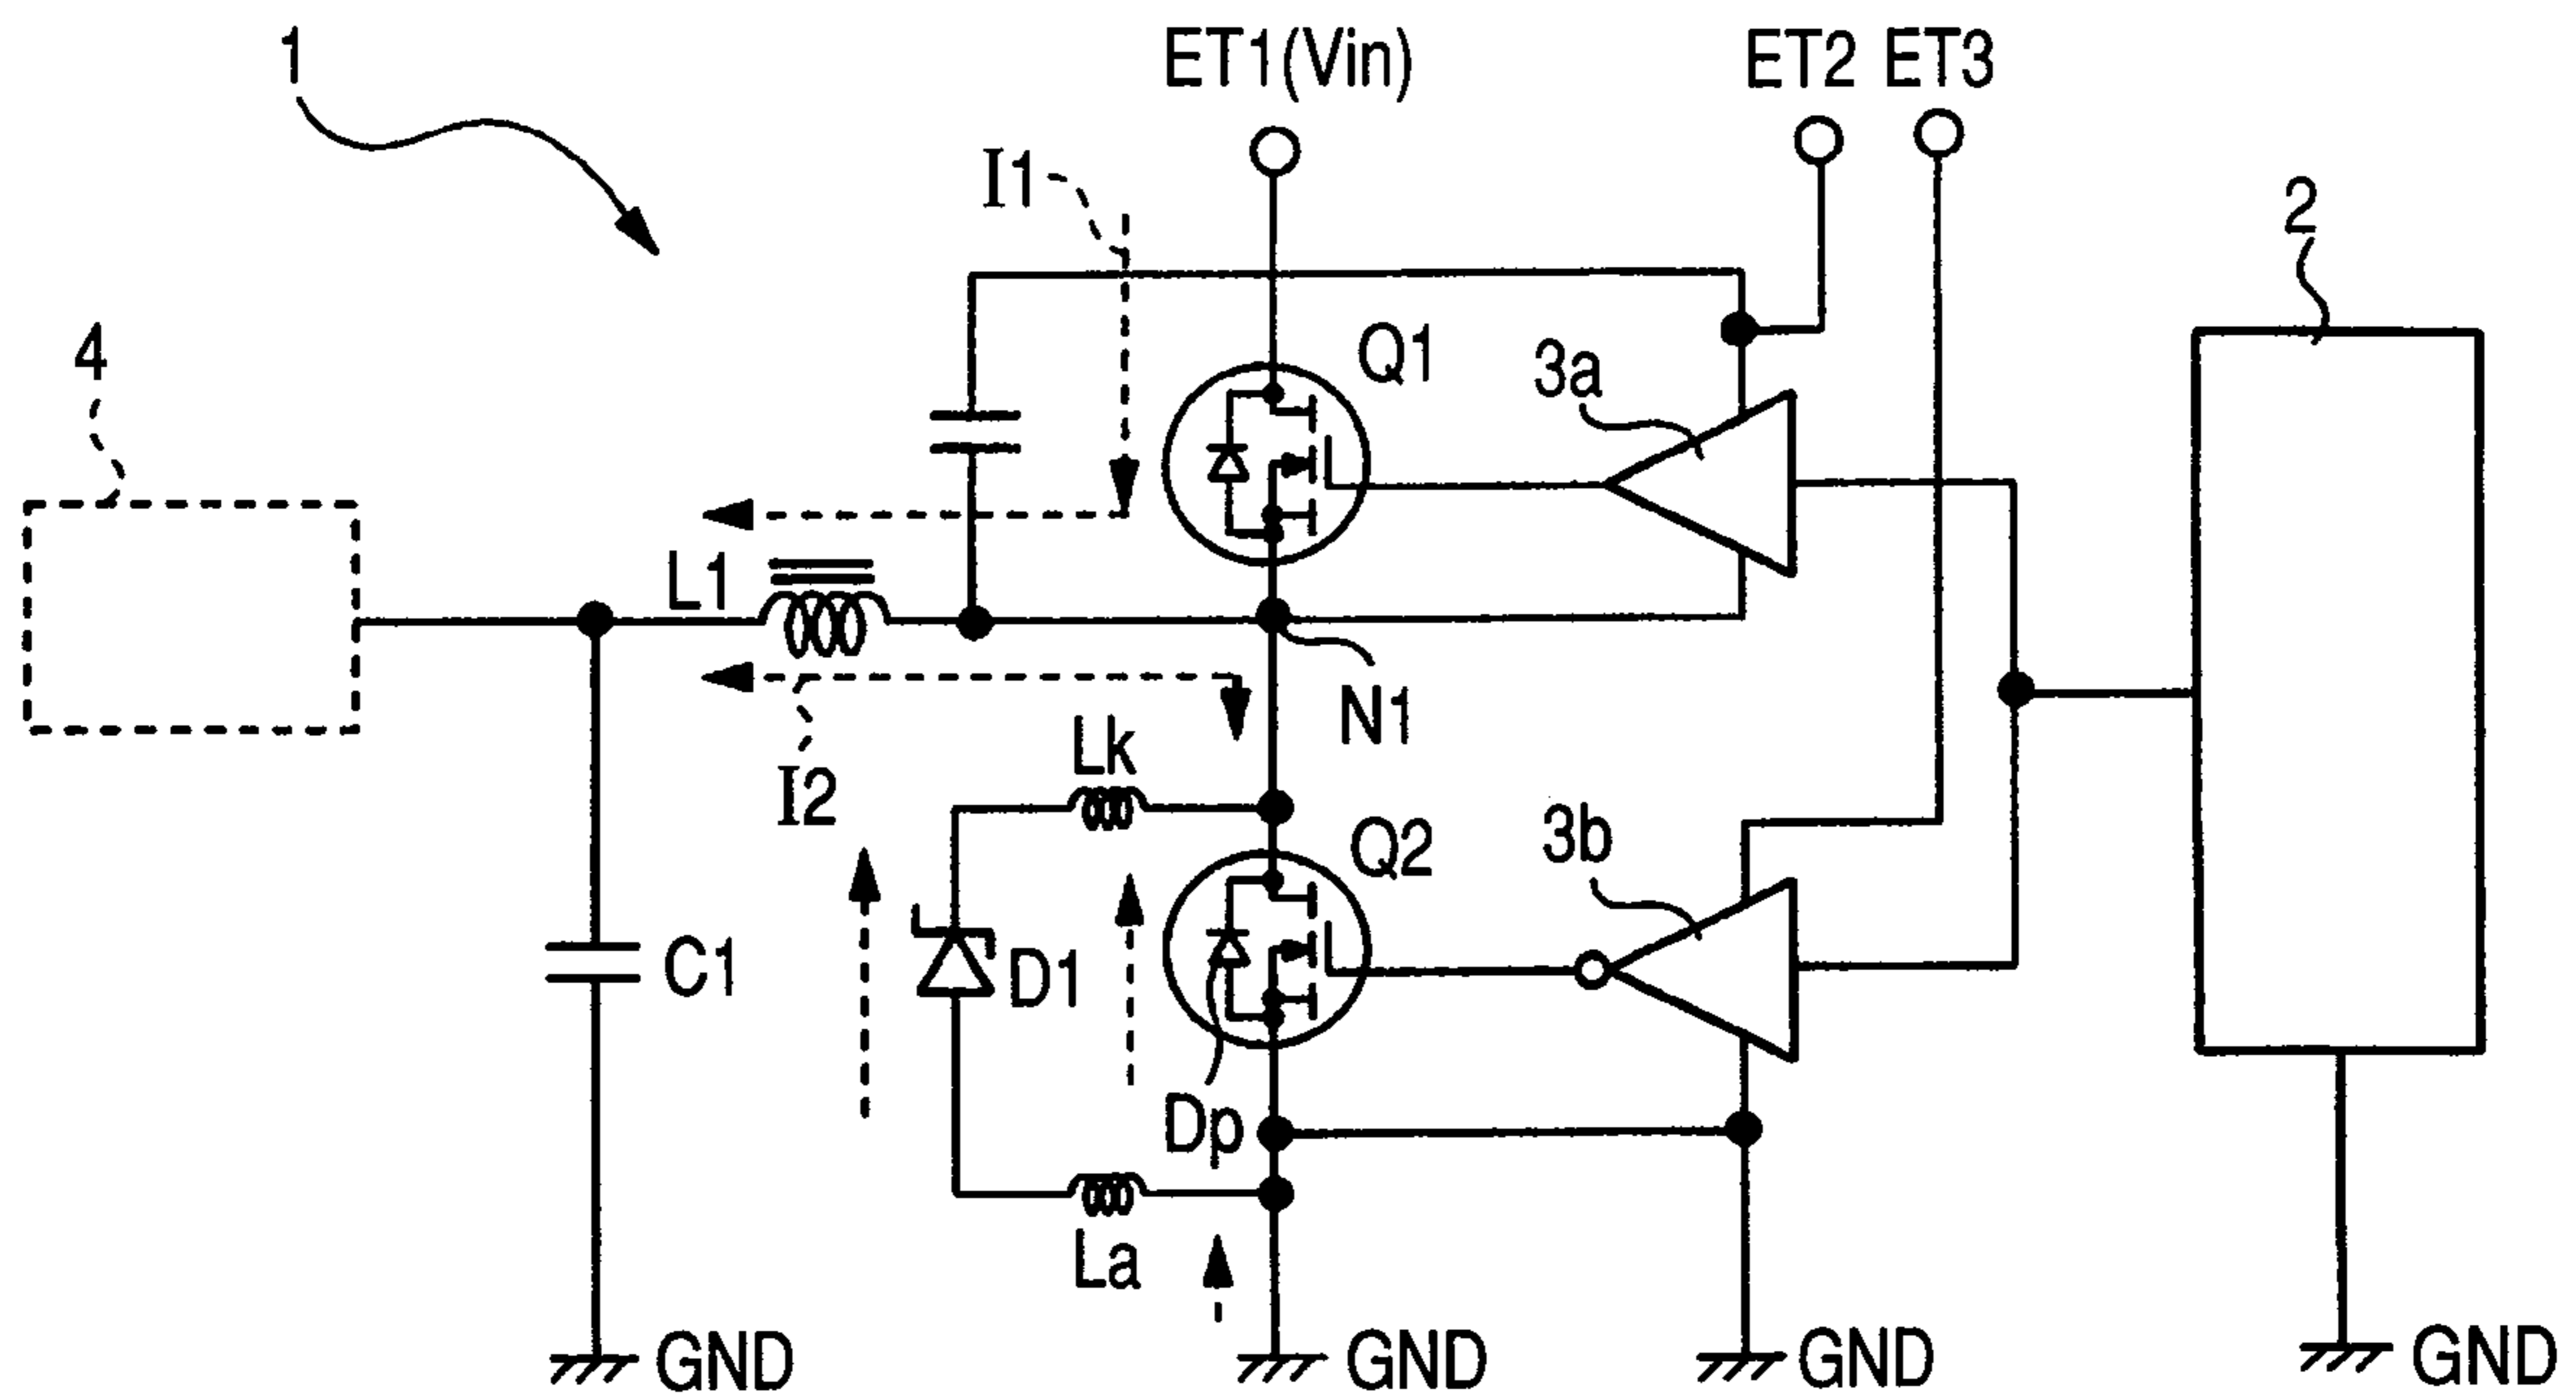 1
ET1(Vin)
ET2
ET3
I1
2
Q1
3a
4
L1
N1
I2
Lk
Q2
3b
D1
C1
Dp
La
GND
GND
GND
GND